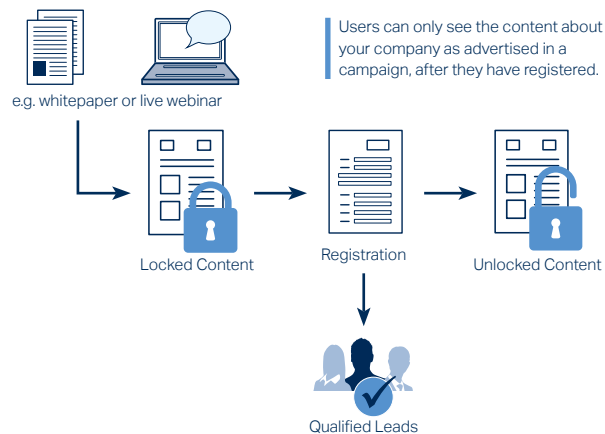 Users can only see the content about
your company as advertised in a
campaign, after they have registered.
e.g. whitepaper or live webinar
Locked Content
Registration
Unlocked Content
Qualified Leads